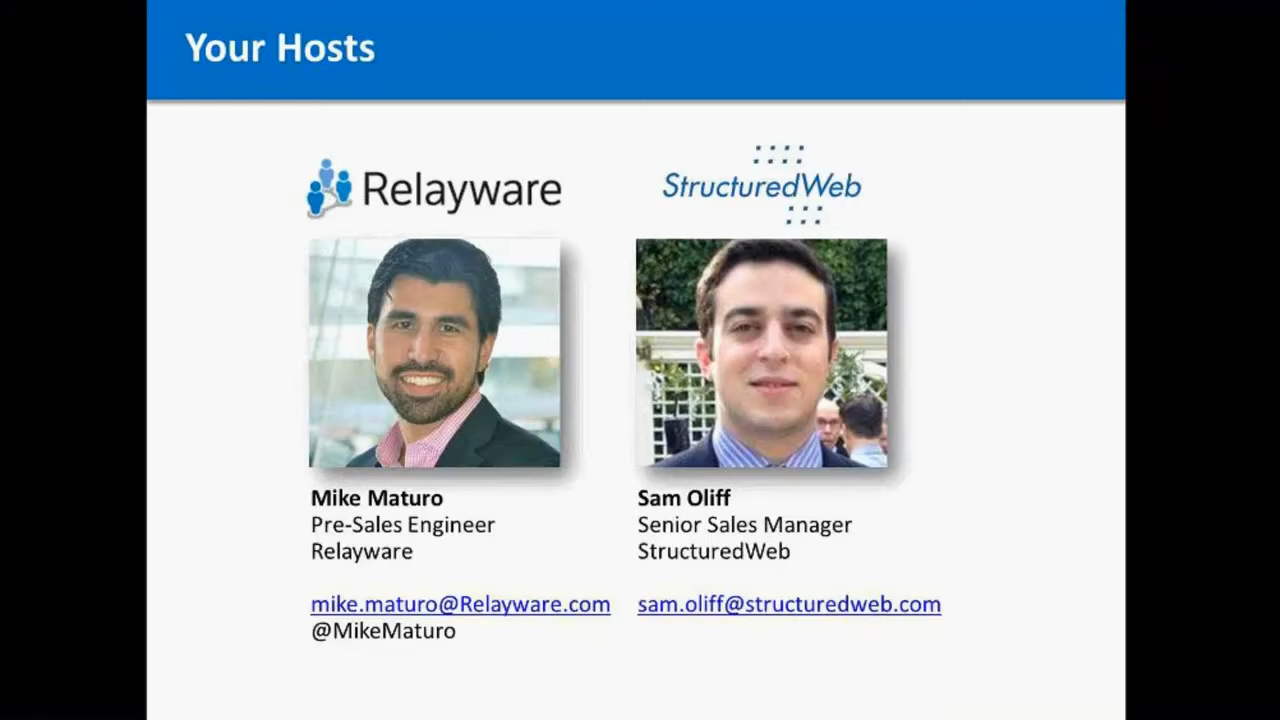 Your Hosts
Relayware
StructuredWeb
Mike Maturo
Pre-Sales Engineer
Relayware
mike.maturo@Relayware.com
@MikeMaturo
Sam Oliff
Senior Sales Manager
StructuredWeb
sam.oliff@structuredweb.com